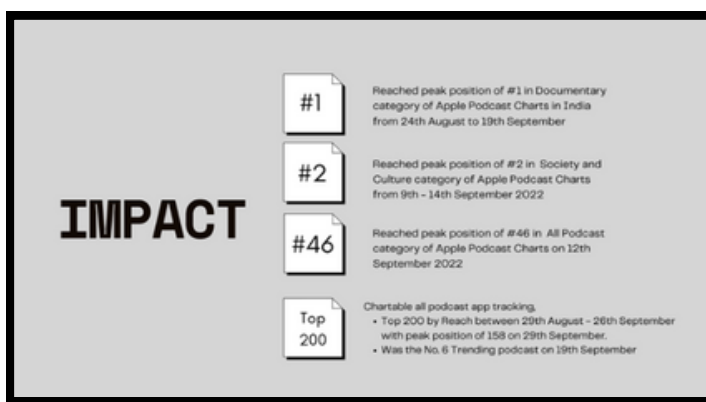 IMPACT
#1
Reached peak position of #1 in Documentary
category of Apple Podcast Charts in India
from 24th August to 19th September
#2
Reached peak position of #2 in Society and
Culture category of Apple Podcast Charts
from 9th - 14th September 2022
#46
Reached peak position of #46 in All Podcast
category of Apple Podcast Charts on 12th
September 2022
Top
200
Chartable all podcast app tracking,
• Top 200 by Reach between 29th August - 26th September
with peak position of 158 on 29th September.
• Was the No. 6 Trending podcast on 19th September